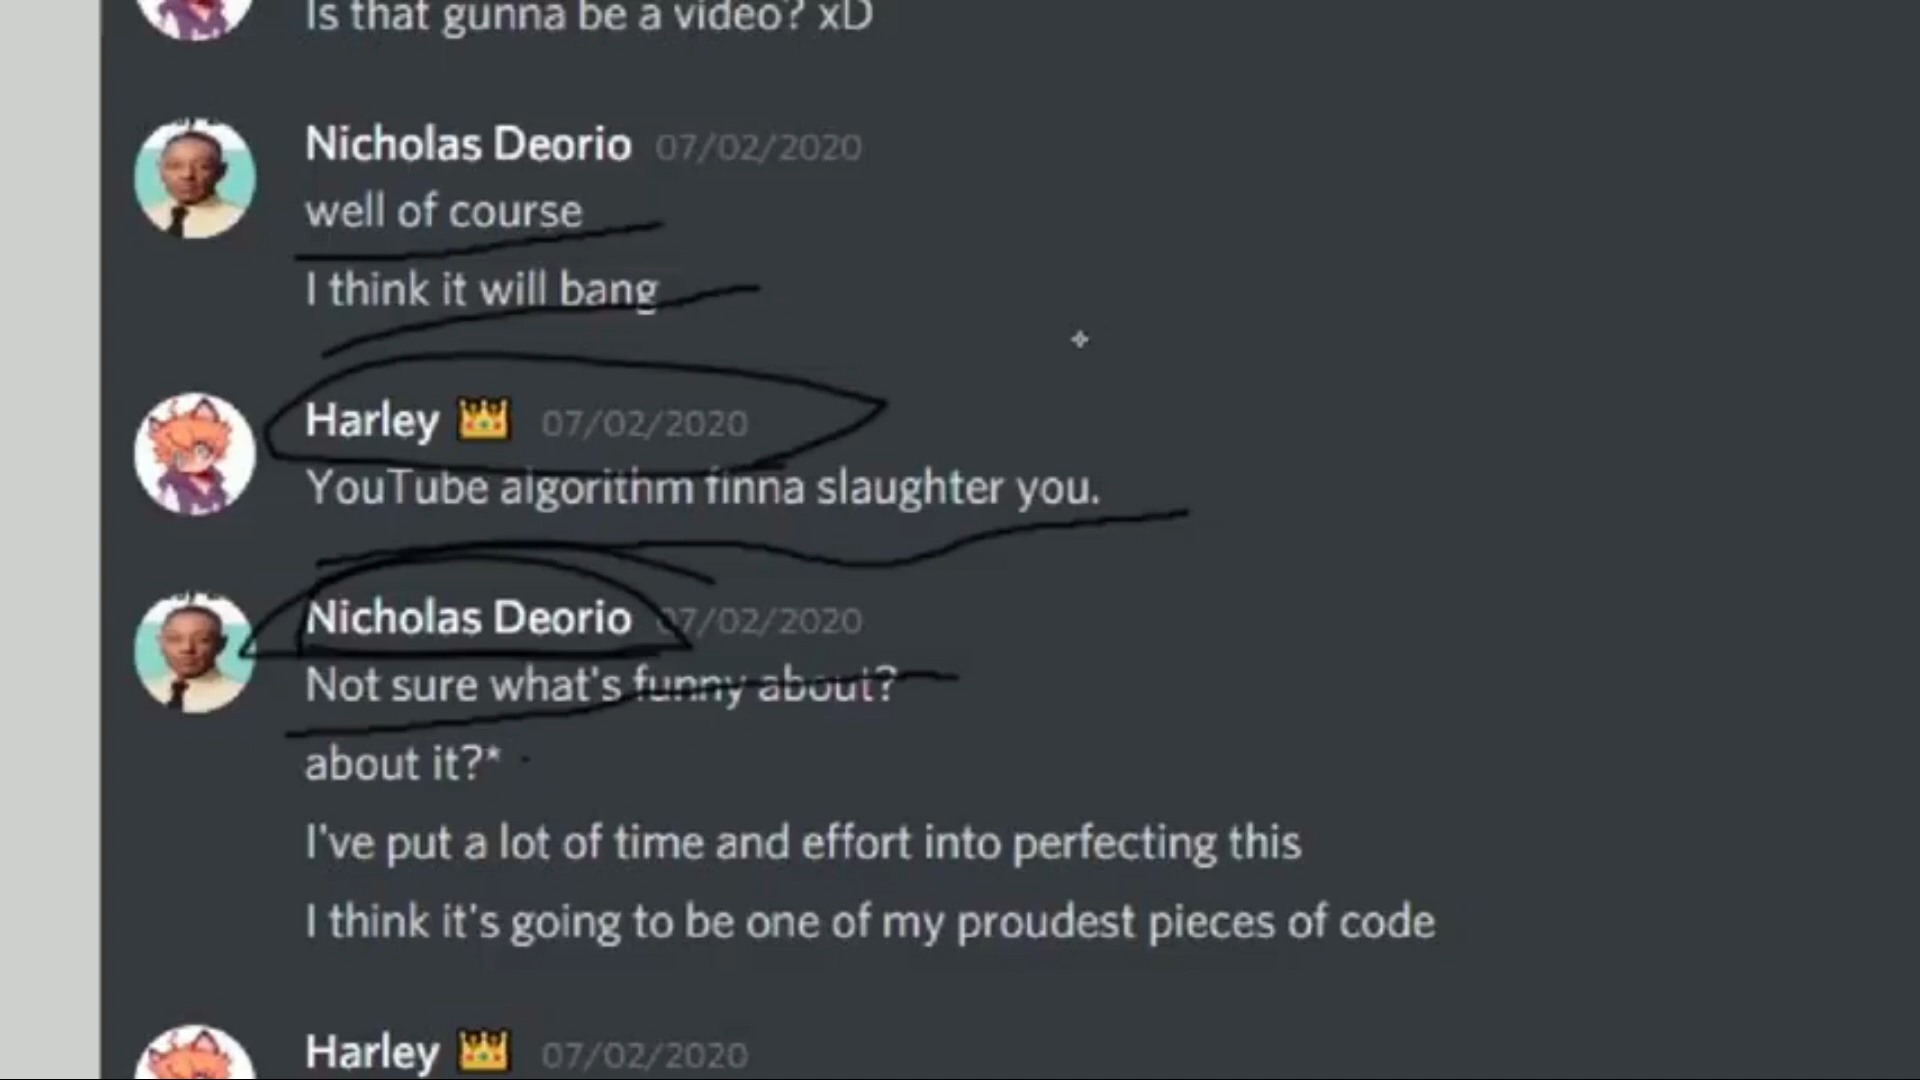 Is that gunna be a video? xD
Nicholas Deorio 07/02/2020
well of course
I think it will bang
Harley 07/02/2020
YouTube algorithm finna slaughter you.
Nicholas Deorio 07/02/2020
Not sure what's funny about?
about it?*
I've put a lot of time and effort into perfecting this
I think it's going to be one of my proudest pieces of code
Harley 07/02/2020